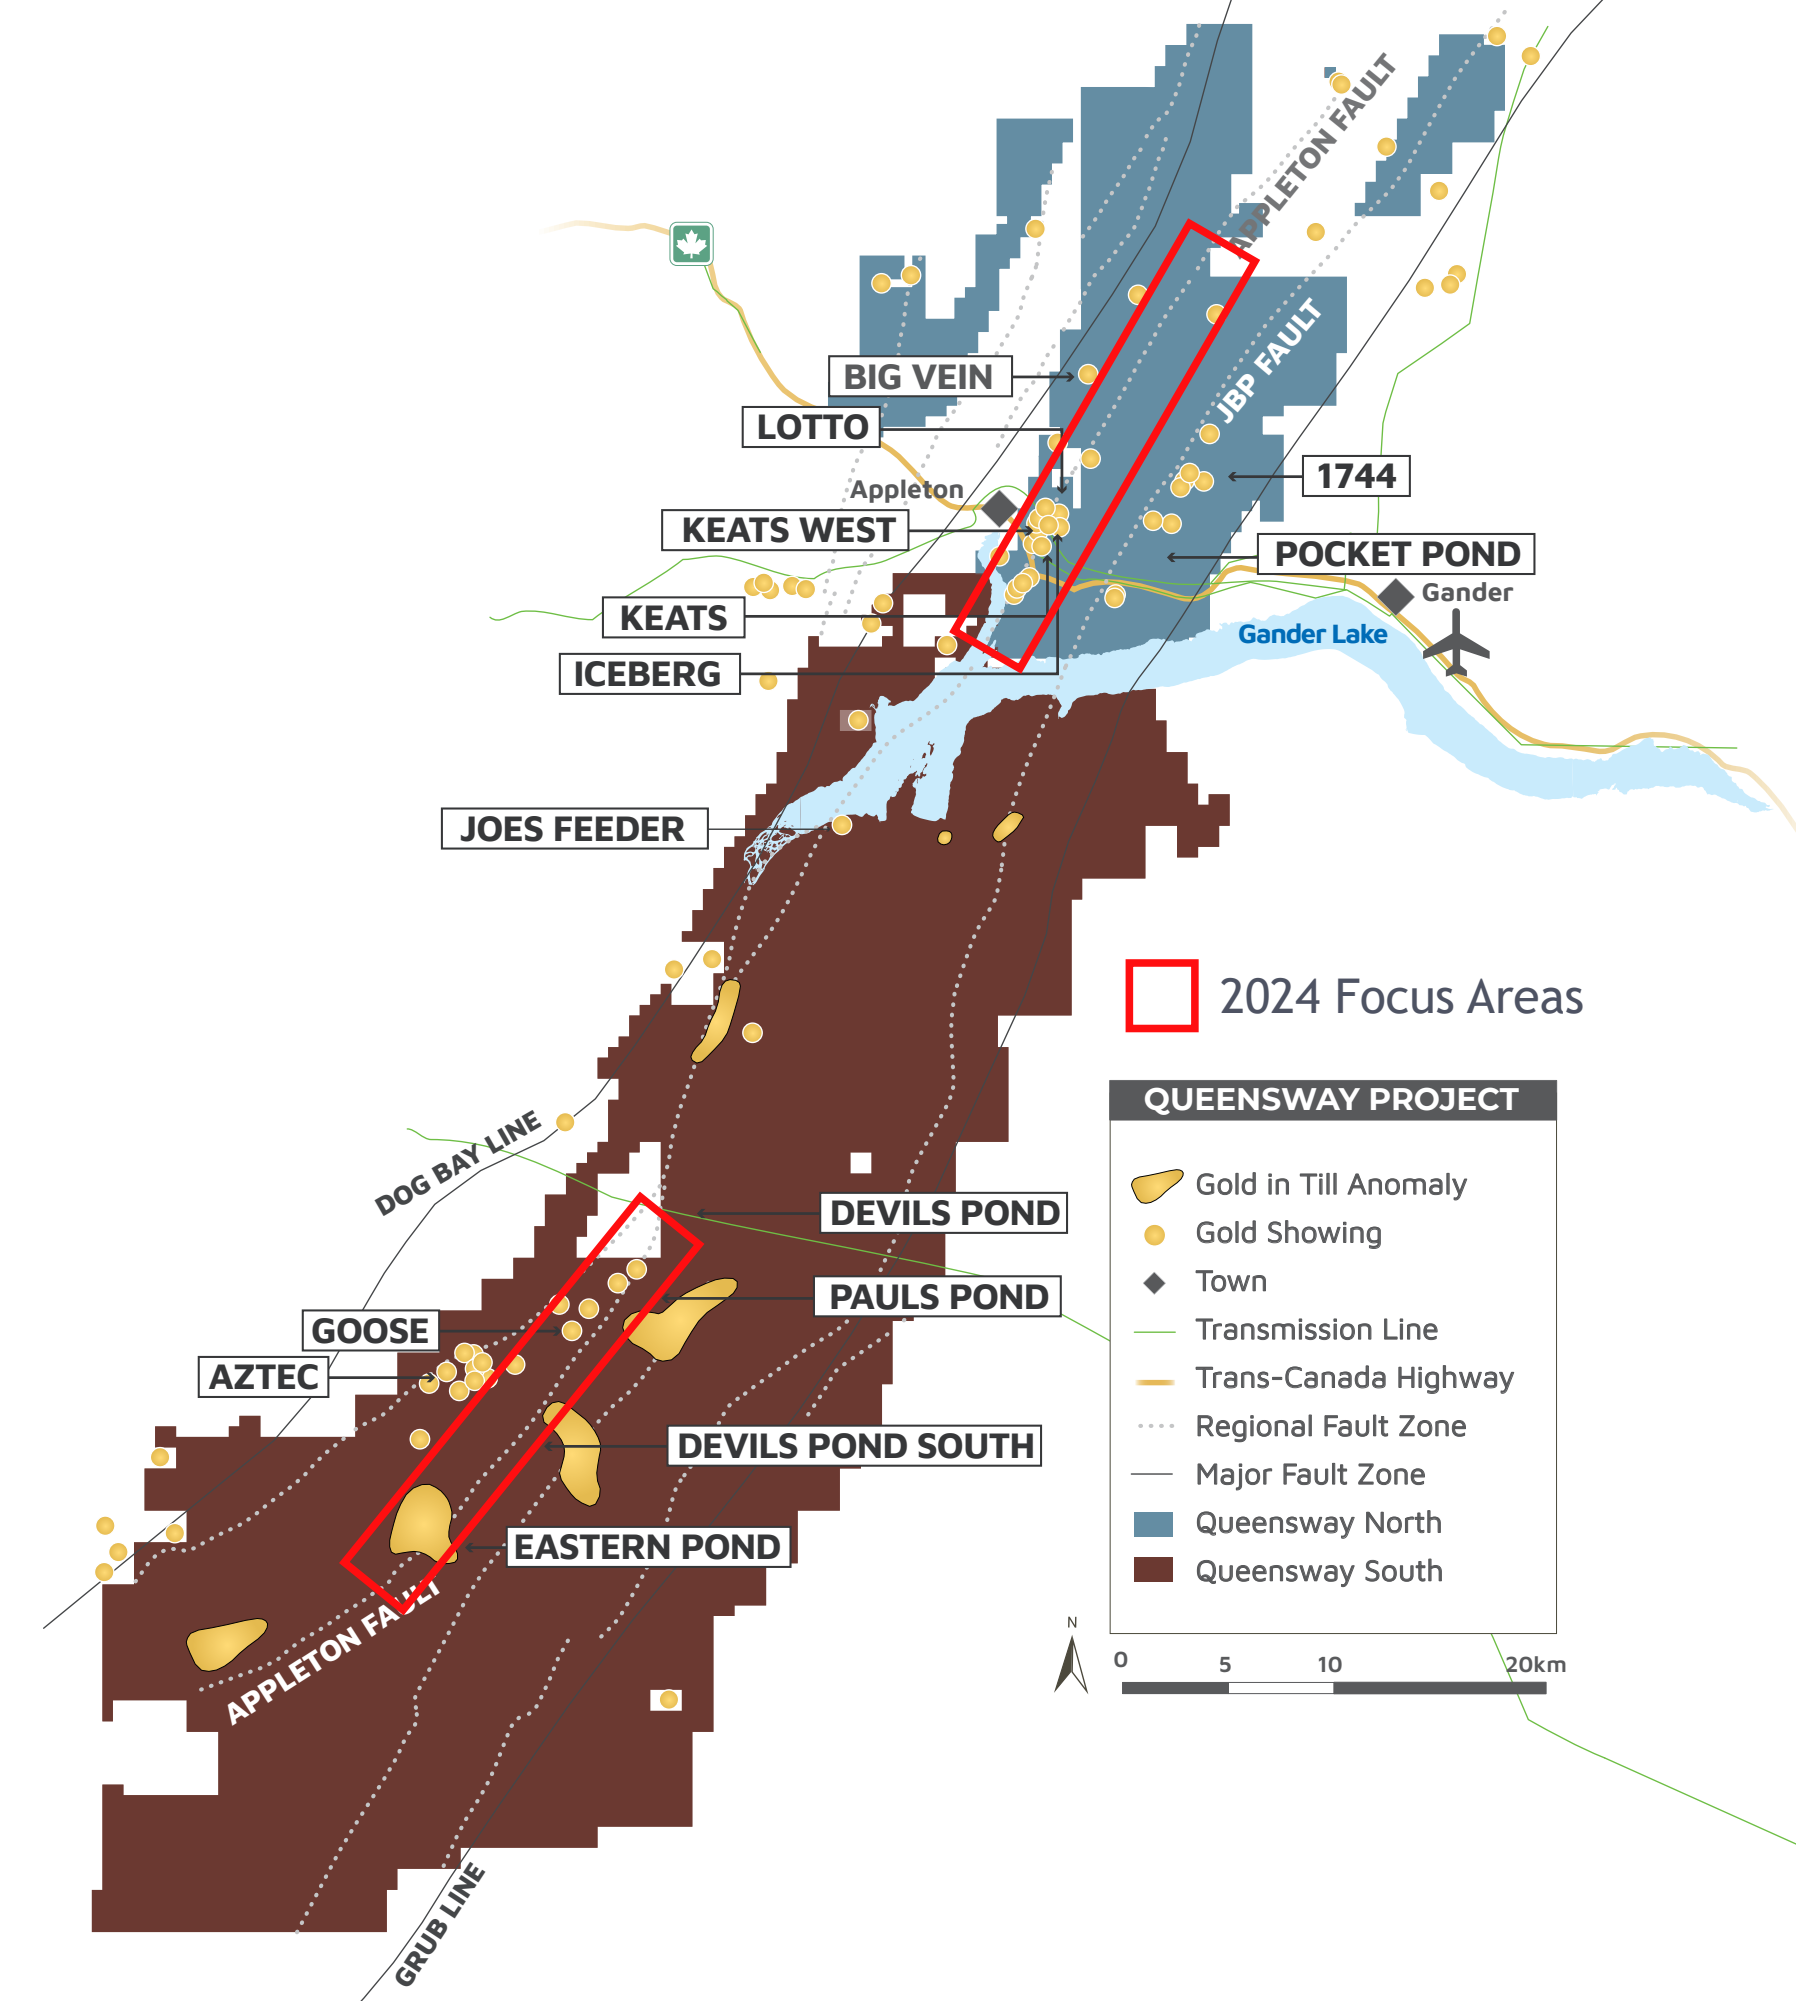 APPLETON FAULT
JBP FAULT
BIG VEIN
LOTTO
1744
Appleton
KEATS WEST
POCKET POND
Gander
KEATS
Gander Lake
ICEBERG
JOES FEEDER
2024 Focus Areas
DOG BAY LINE
DEVILS POND
PAULS POND
GOOSE
AZTEC
DEVILS POND SOUTH
EASTERN POND
APPLETON FAULT
GRUB LINE
QUEENSWAY PROJECT
Gold in Till Anomaly
Gold Showing
Town
Transmission Line
Trans-Canada Highway
Regional Fault Zone
Major Fault Zone
Queensway North
Queensway South
N
0 5 10 20km